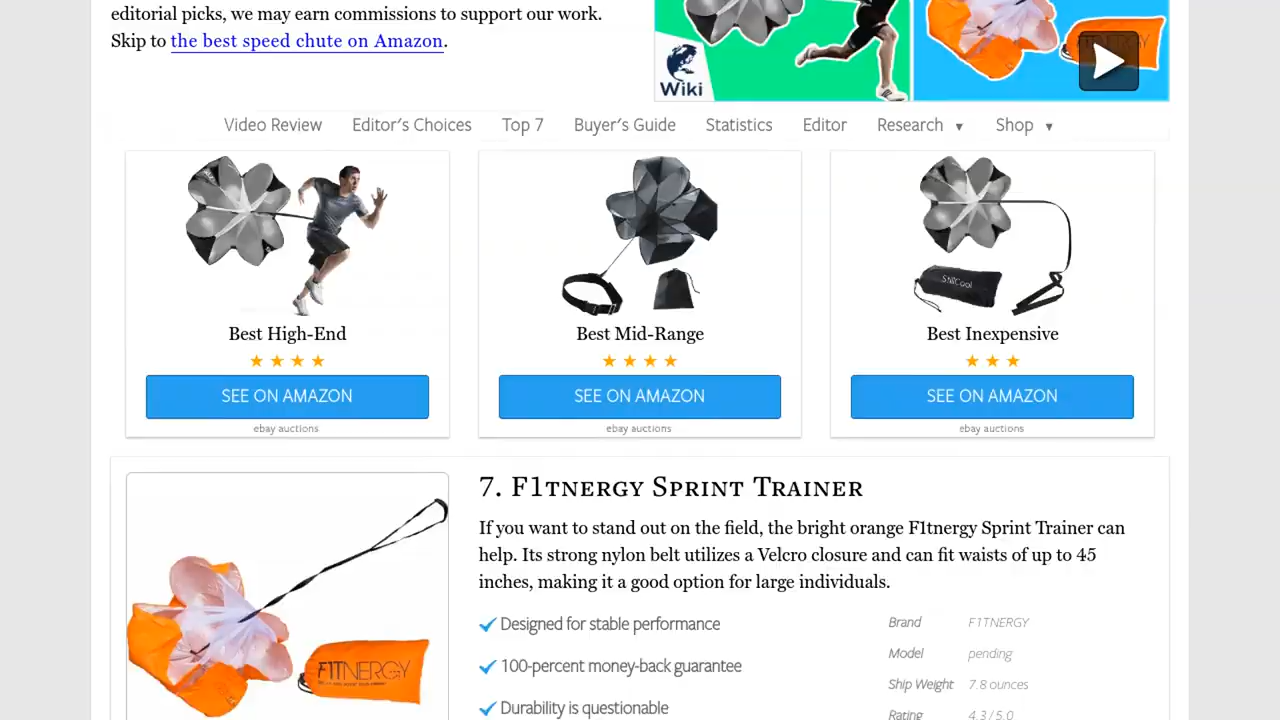 editorial picks, we may earn commissions to support our work.
Skip to the best speed chute on Amazon.
Wiki
F1TNERGY
Video Review Editor's Choices Top 7 Buyer's Guide Statistics Editor Research ▼ Shop ▼
StillCool
Best High-End Best Mid-Range Best Inexpensive
★ ★ ★ ★ ★ ★ ★ ★ ★ ★ ★
SEE ON AMAZON SEE ON AMAZON SEE ON AMAZON
ebay auctions ebay auctions ebay auctions
7. F1tnergy Sprint Trainer
If you want to stand out on the field, the bright orange F1tnergy Sprint Trainer can
help. Its strong nylon belt utilizes a Velcro closure and can fit waists of up to 45
inches, making it a good option for large individuals.
F1TNERGY
Designed for stable performance
100-percent money-back guarantee
Durability is questionable
Brand F1TNERGY
Model pending
Ship Weight 7.8 ounces
Rating 4.3 / 5.0